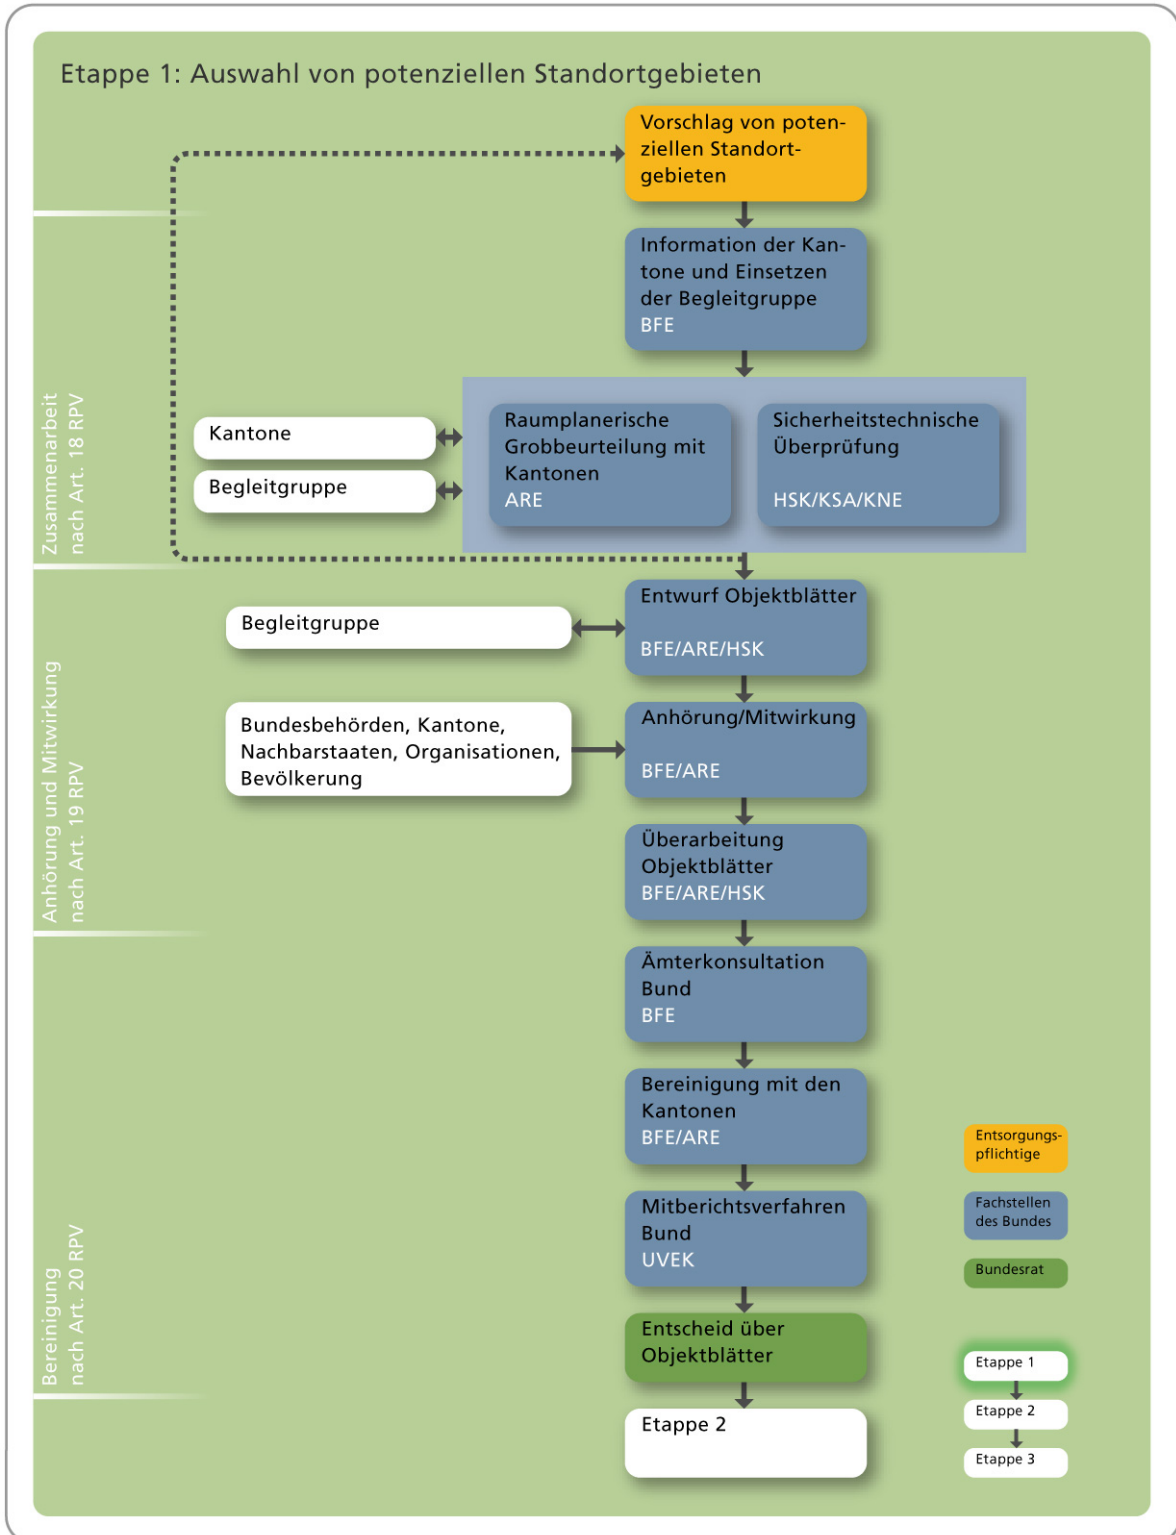 Etappe 1: Auswahl von potenziellen Standortgebieten
Vorschlag von poten-
ziellen Standort-
gebieten
Information der Kan-
tone und Einsetzen
der Begleitgruppe
BFE
Zusammenarbeit
nach Art. 18 RPV
Kantone
Begleitgruppe
Raumplanerische
Grobbeurteilung mit
Kantonen
ARE
Sicherheitstechnische
Überprüfung
HSK/KSA/KNE
Anhörung und Mitwirkung
nach Art. 19 RPV
Begleitgruppe
Entwurf Objektblätter
BFE/ARE/HSK
Bundesbehörden, Kantone,
Nachbarstaaten, Organisationen,
Bevölkerung
Anhörung/Mitwirkung
BFE/ARE
Überarbeitung
Objektblätter
BFE/ARE/HSK
Bereinigung
nach Art. 20 RPV
Ämterkonsultation
Bund
BFE
Bereinigung mit den
Kantonen
BFE/ARE
Mitberichtsverfahren
Bund
UVEK
Entscheid über
Objektblätter
Etappe 2
Entsorgungs-
pflichtige
Fachstellen
des Bundes
Bundesrat
Etappe 1
Etappe 2
Etappe 3